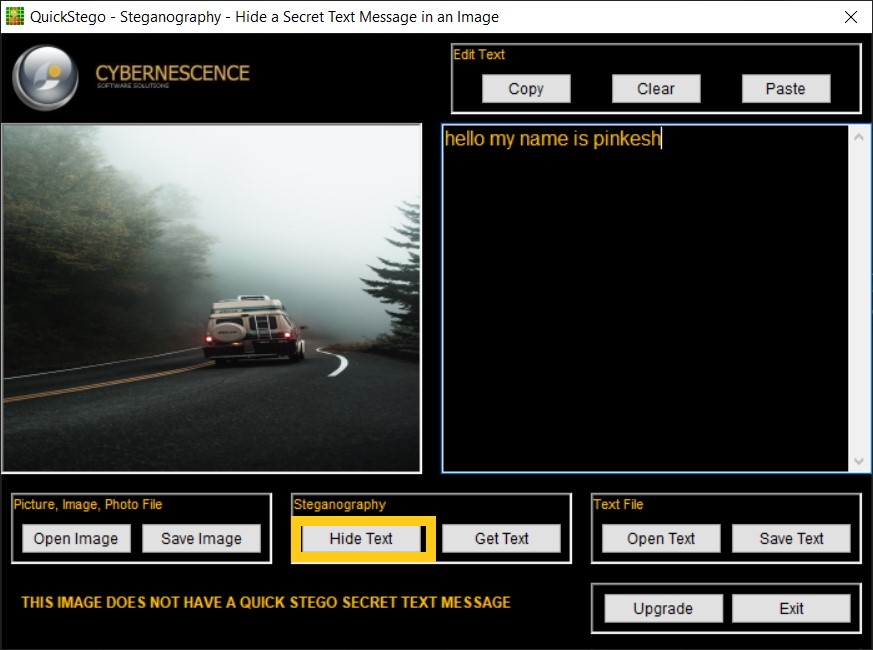 QuickStego - Steganography - Hide a Secret Text Message in an Image
CYBERNESCENCE
SOFTWARE SOLUTIONS
Edit Text
Copy
Clear
Paste
hello my name is pinkesh
Picture, Image, Photo File
Open Image
Save Image
Steganography
Hide Text
Get Text
Text File
Open Text
Save Text
THIS IMAGE DOES NOT HAVE A QUICK STEGO SECRET TEXT MESSAGE
Upgrade
Exit